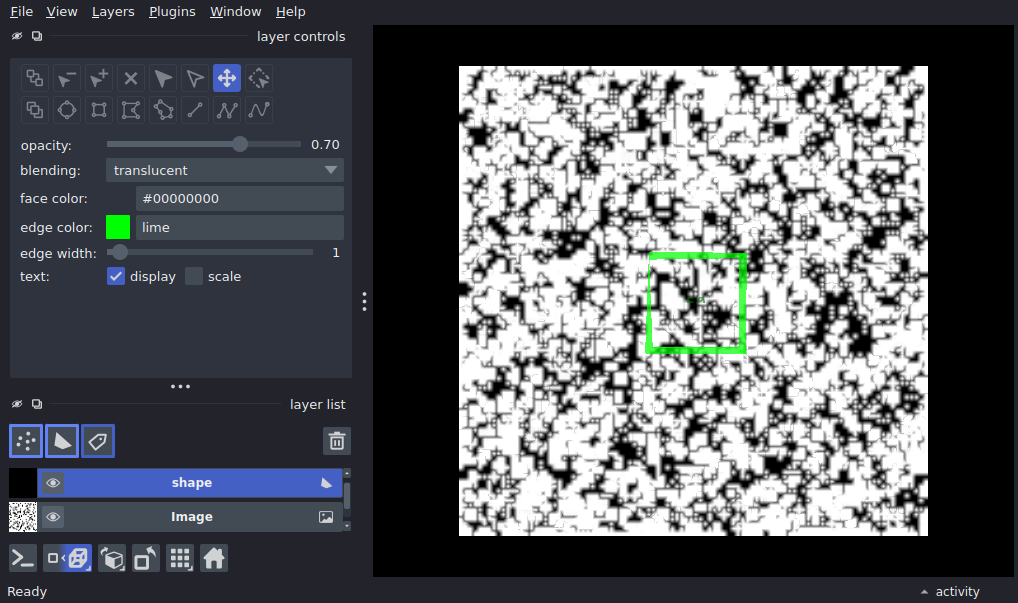 File View Layers Plugins Window Help
layer controls
opacity: 0.70
blending: translucent
face color: #00000000
edge color: lime
edge width: 1
text: display scale
layer list
shape
Image
Ready activity